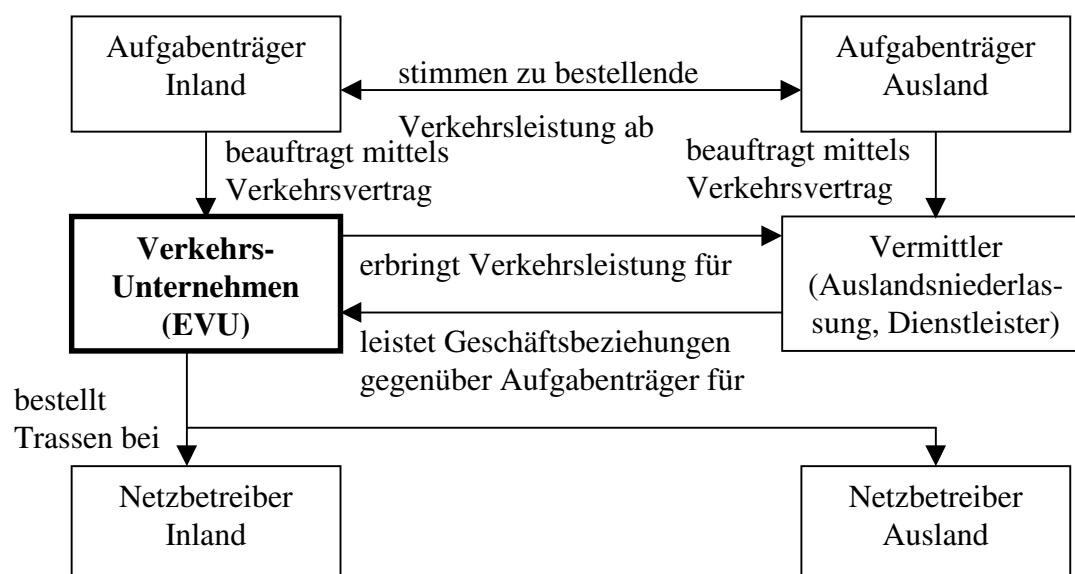 Aufgabenträger
Inland
stimmen zu bestellende
Verkehrsleistung ab
Aufgabenträger
Ausland
beauftragt mittels
Verkehrsvertrag
beauftragt mittels
Verkehrsvertrag
Verkehrs-
Unternehmen
(EVU)
erbringt Verkehrsleistung für
leistet Geschäftsbeziehungen
gegenüber Aufgabenträger für
Vermittler
(Auslandsniederlas-
sung, Dienstleister)
bestellt
Trassen bei
Netzbetreiber
Inland
Netzbetreiber
Ausland